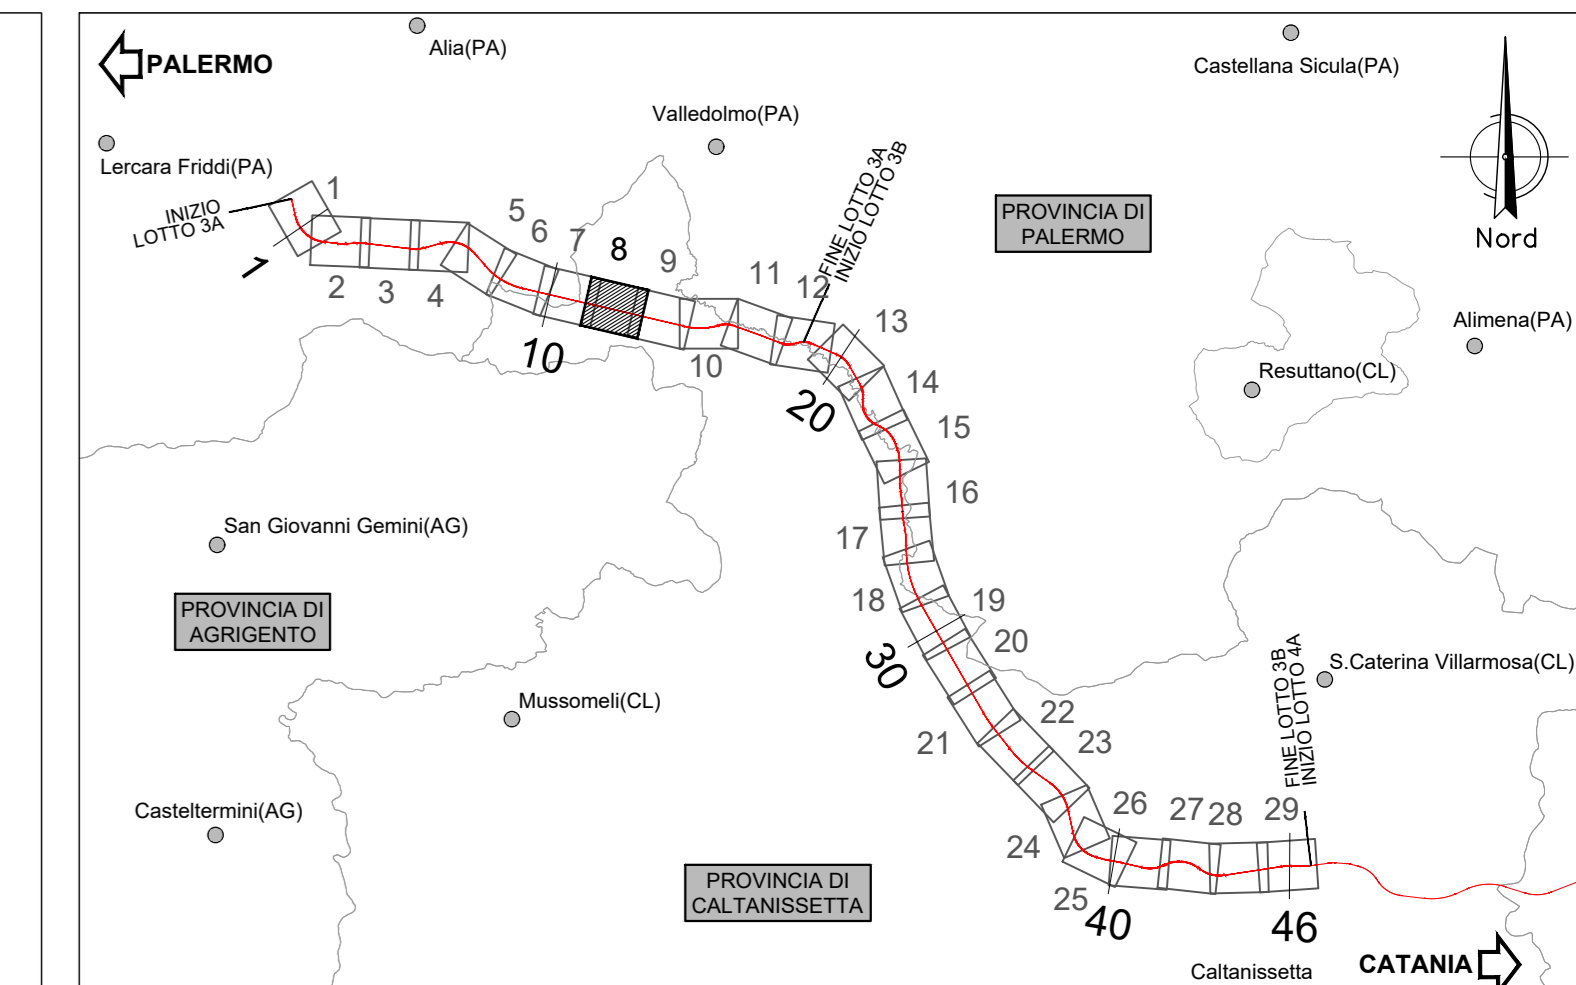 PALERMO
Alia(PA)
Castellana Sicula(PA)
Valledolmo(PA)
Lercara Friddi(PA)
INIZIO
LOTTO 3A
FINE LOTTO 3A
INIZIO LOTTO 3B
PROVINCIA DI
PALERMO
Nord
1
1
2
3
4
5
6
7
8
9
10
10
11
12
13
14
15
16
17
18
19
20
20
21
22
23
24
25
26
27
28
29
30
40
46
Alimena(PA)
Resuttano(CL)
San Giovanni Gemini(AG)
PROVINCIA DI
AGRIGENTO
Mussomeli(CL)
S.Caterina Villarmosa(CL)
FINE LOTTO 3B
INIZIO LOTTO 4A
Casteltermini(AG)
PROVINCIA DI
CALTANISSETTA
Caltanissetta
CATANIA